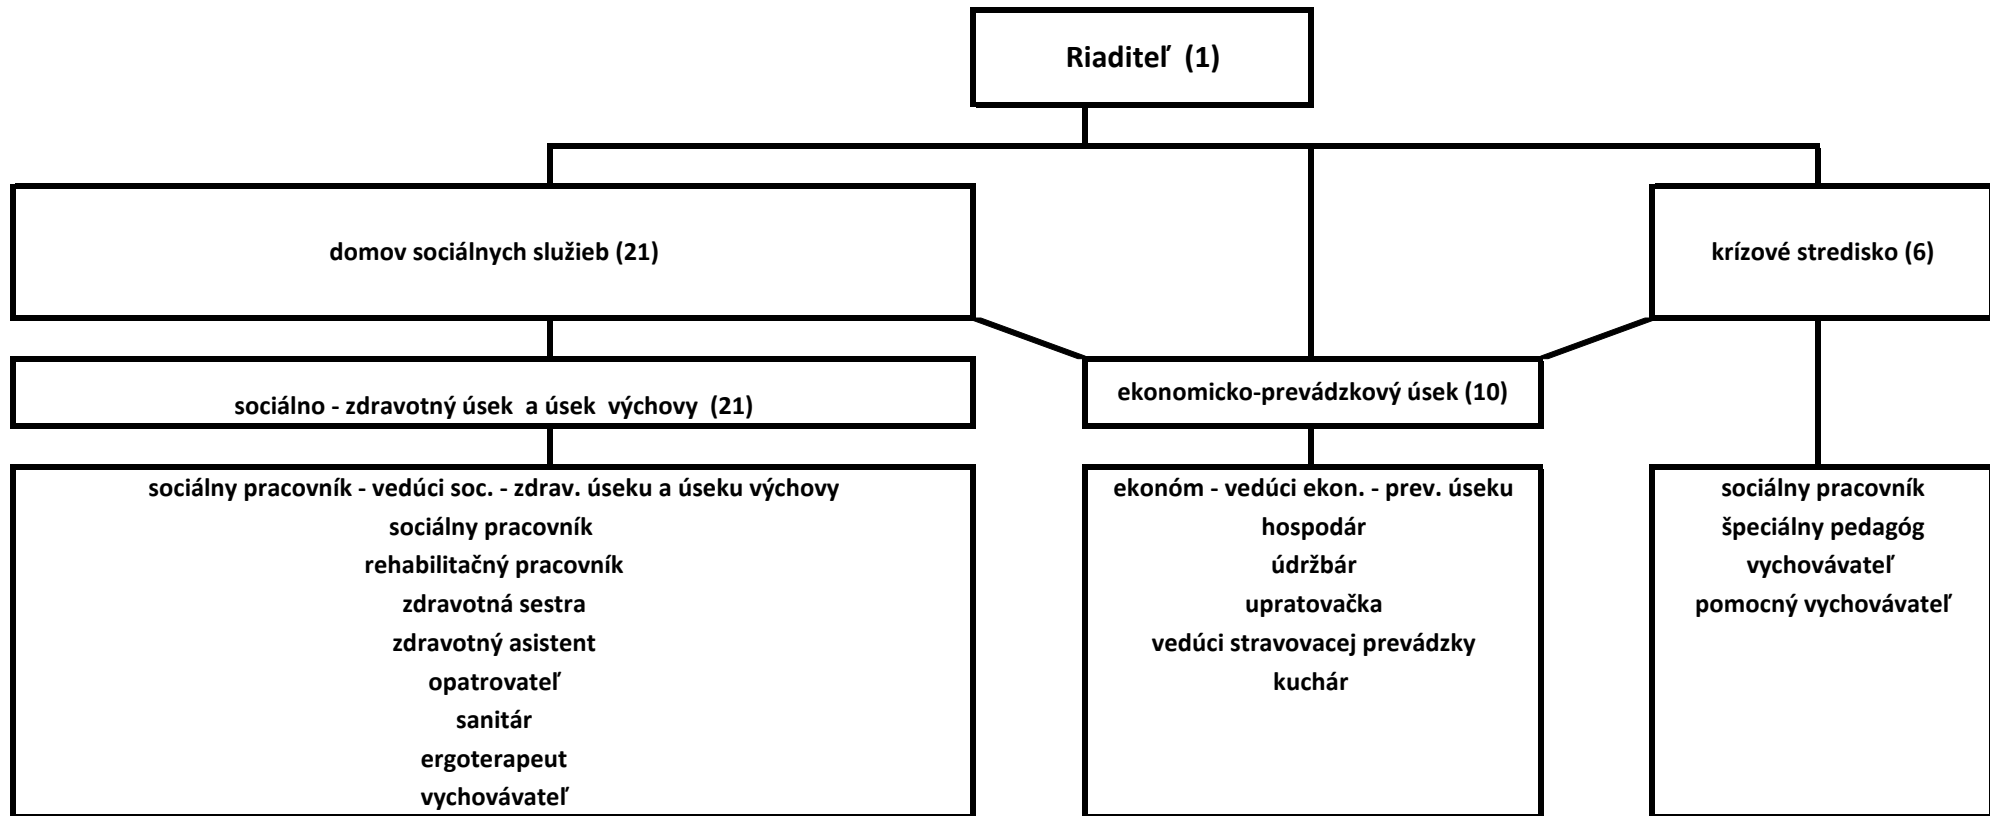 Riaditeľ  (1)
domov sociálnych služieb (21)
krízové stredisko (6)
sociálno - zdravotný úsek  a úsek  výchovy  (21)
ekonomicko-prevádzkový úsek (10)
sociálny pracovník - vedúci soc. - zdrav. úseku a úseku výchovy
sociálny pracovník
rehabilitačný pracovník
zdravotná sestra
zdravotný asistent
opatrovateľ
sanitár
ergoterapeut
vychovávateľ
ekonóm - vedúci ekon. - prev. úseku
hospodár
údržbár
upratovačka
vedúci stravovacej prevádzky
kuchár
sociálny pracovník
špeciálny pedagóg
vychovávateľ
pomocný vychovávateľ